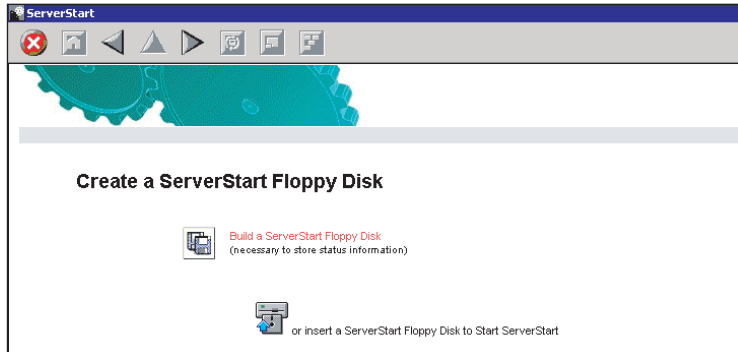 ServerStart
Create a ServerStart Floppy Disk
Build a ServerStart Floppy Disk
(necessary to store status information)
or insert a ServerStart Floppy Disk to Start ServerStart